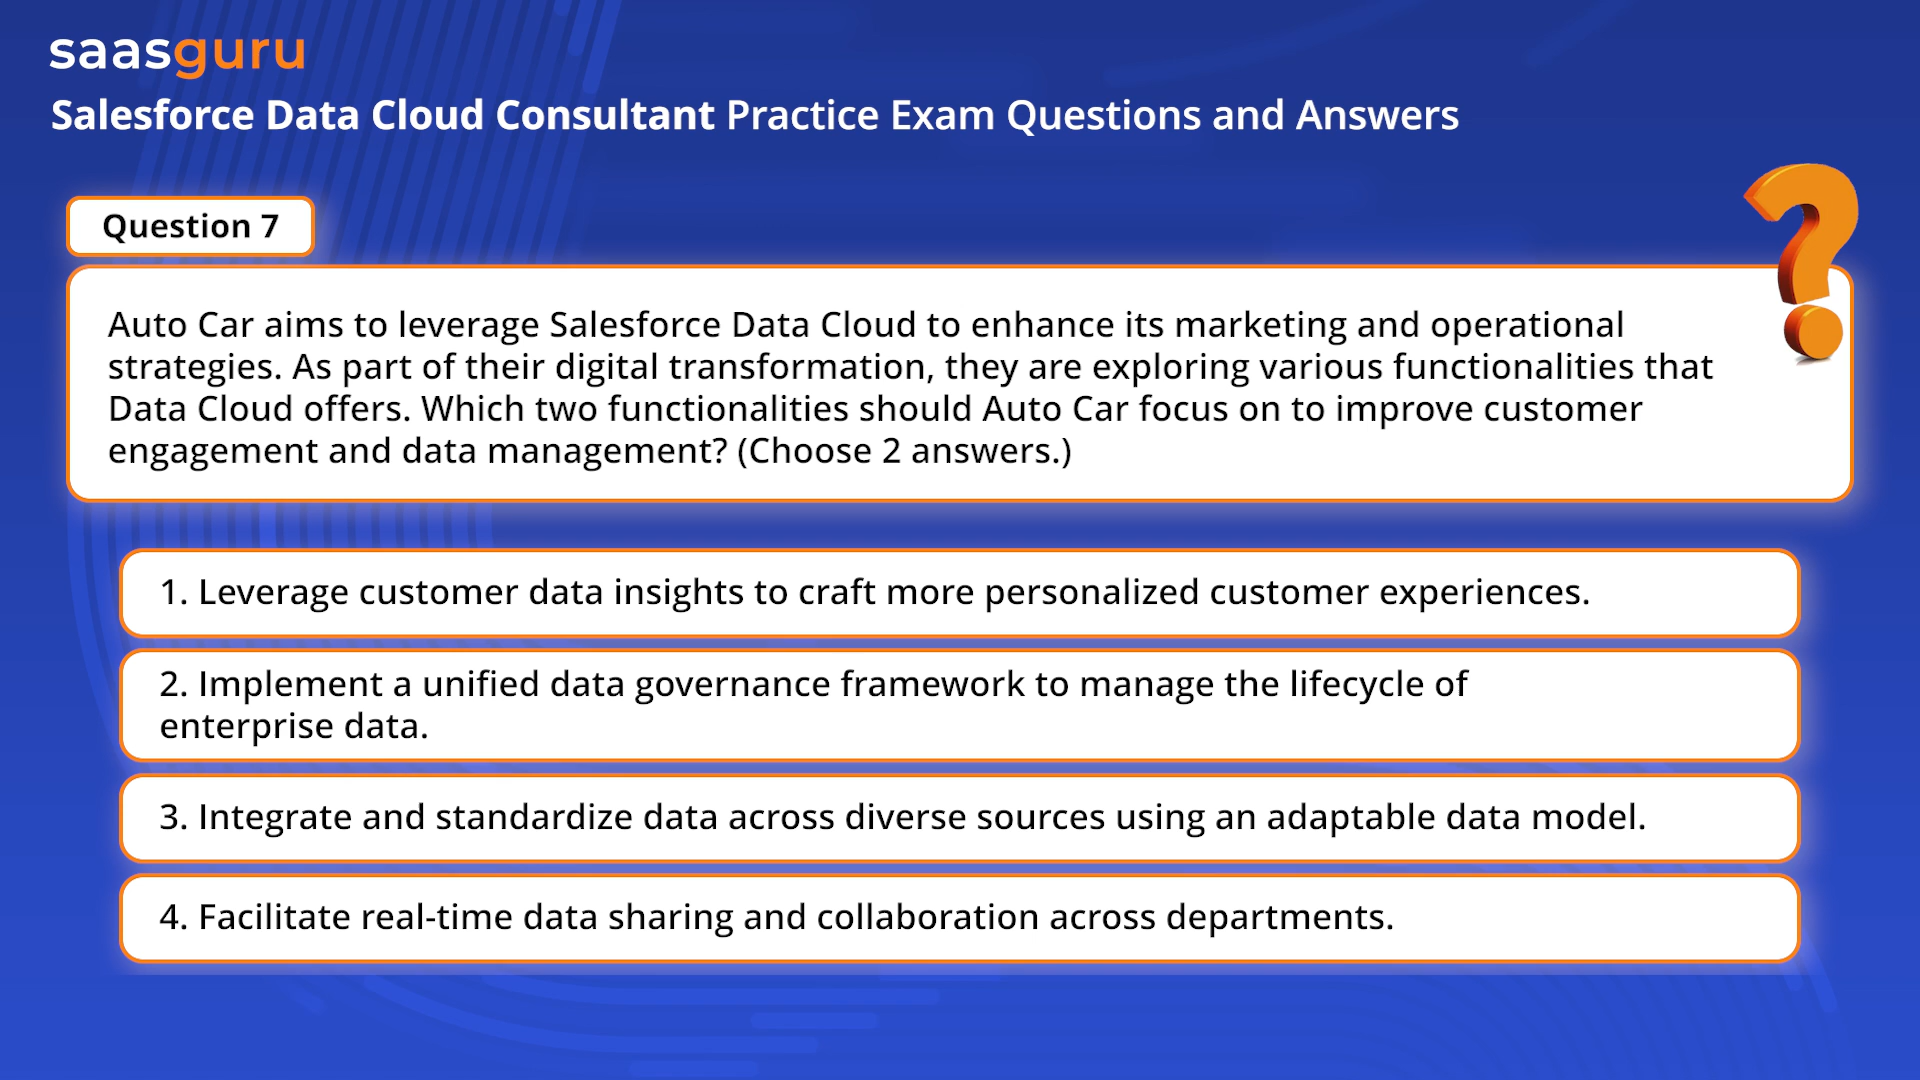 saasguru
Salesforce Data Cloud Consultant Practice Exam Questions and Answers
Question 7
Auto Car aims to leverage Salesforce Data Cloud to enhance its marketing and operational
strategies. As part of their digital transformation, they are exploring various functionalities that
Data Cloud offers. Which two functionalities should Auto Car focus on to improve customer
engagement and data management? (Choose 2 answers.)
1. Leverage customer data insights to craft more personalized customer experiences.
2. Implement a unified data governance framework to manage the lifecycle of
enterprise data.
3. Integrate and standardize data across diverse sources using an adaptable data model.
4. Facilitate real-time data sharing and collaboration across departments.